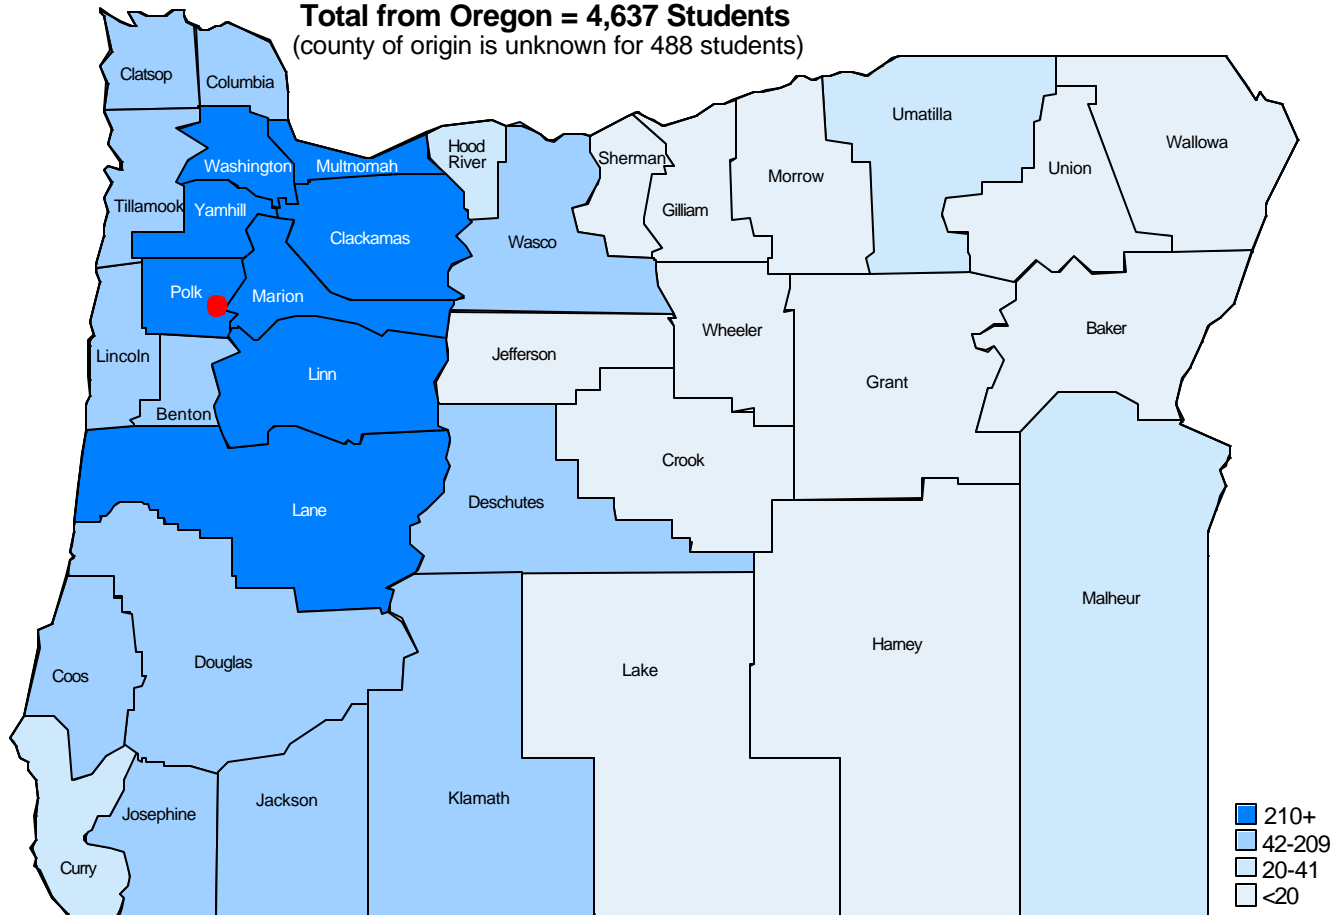 Total from Oregon = 4,637 Students
(county of origin is unknown for 488 students)
Clatsop
Columbia
Umatilla
Hood
River
Sherman
Wallowa
Washington
Multnomah
Union
Morrow
Tillamook
Yamhill
Gilliam
Clackamas
Wasco
Polk
Marion
Wheeler
Baker
Lincoln
Jefferson
Linn
Grant
Benton
Crook
Deschutes
Lane
Malheur
Harney
Douglas
Lake
Coos
Klamath
Jackson
Josephine
Curry
210+
42-209
20-41
<20